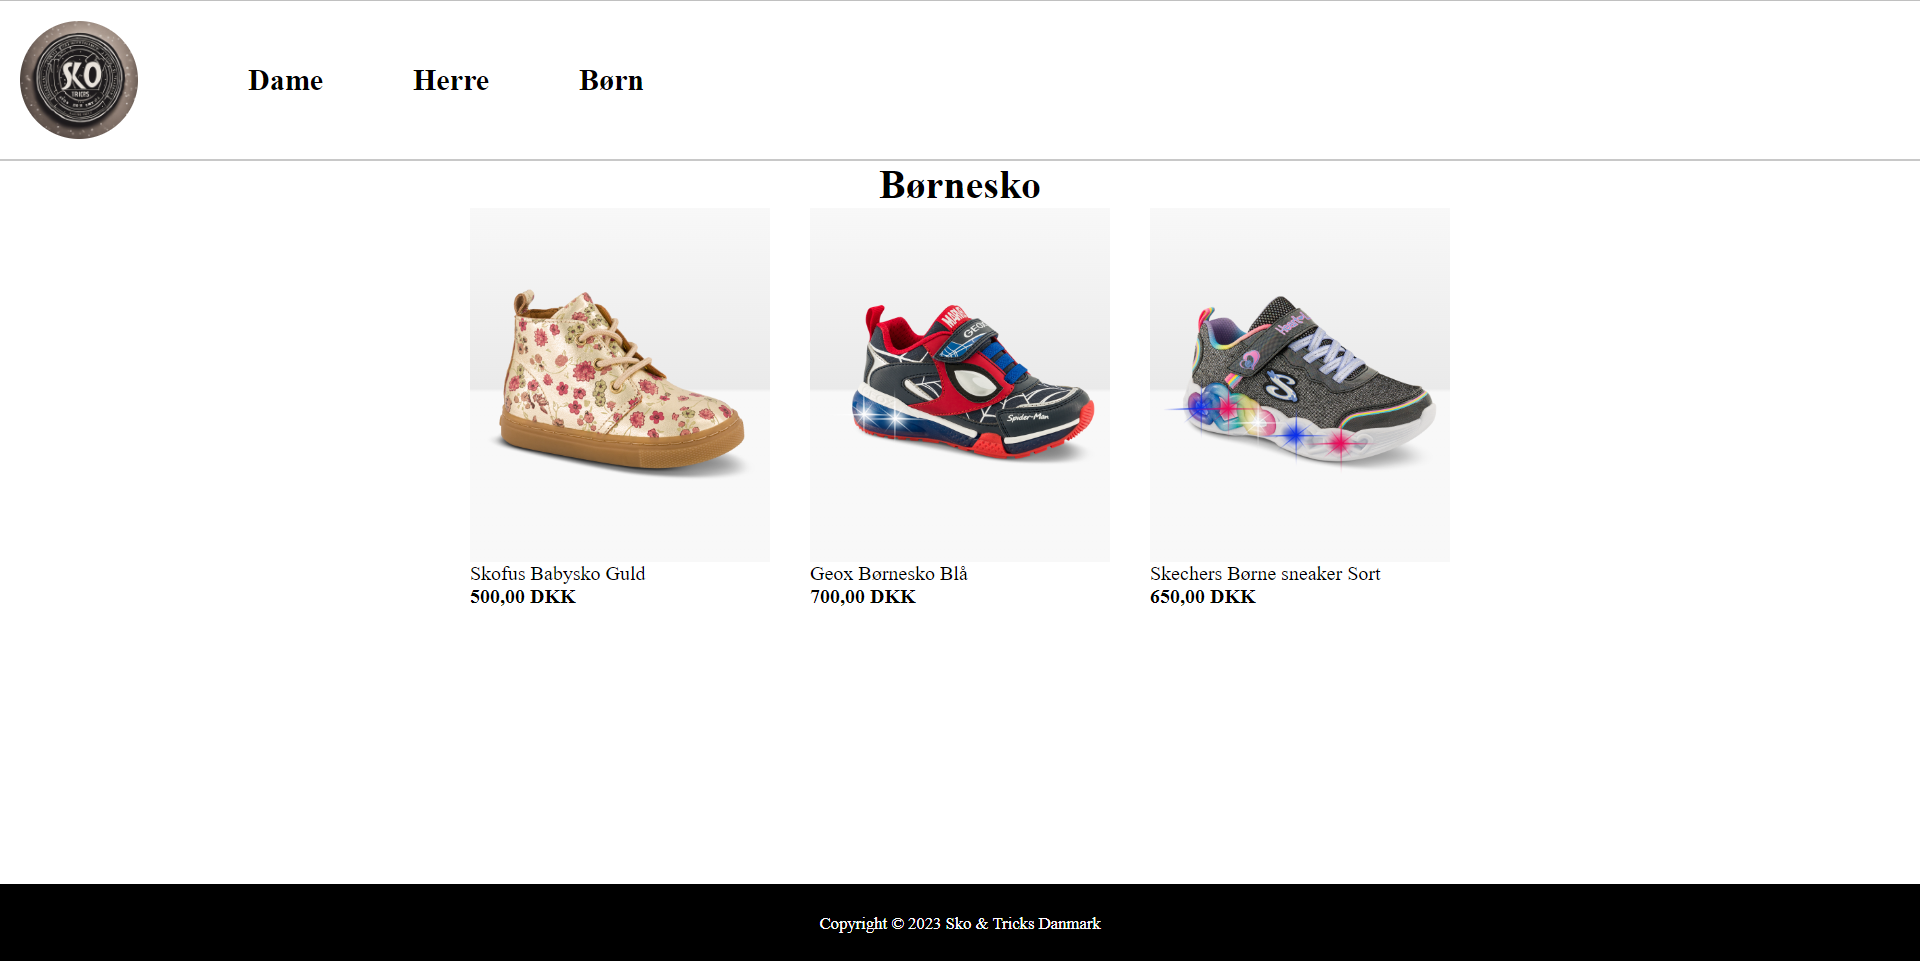 SKO
TRICKS
Dame
Herre
Børn
Børnesko
MARVEL
GEOX
Spider-Man
S
Skofus Babysko Guld
500,00 DKK
Geox Børnesko Blå
700,00 DKK
Skechers Børne sneaker Sort
650,00 DKK
Copyright © 2023 Sko & Tricks Danmark